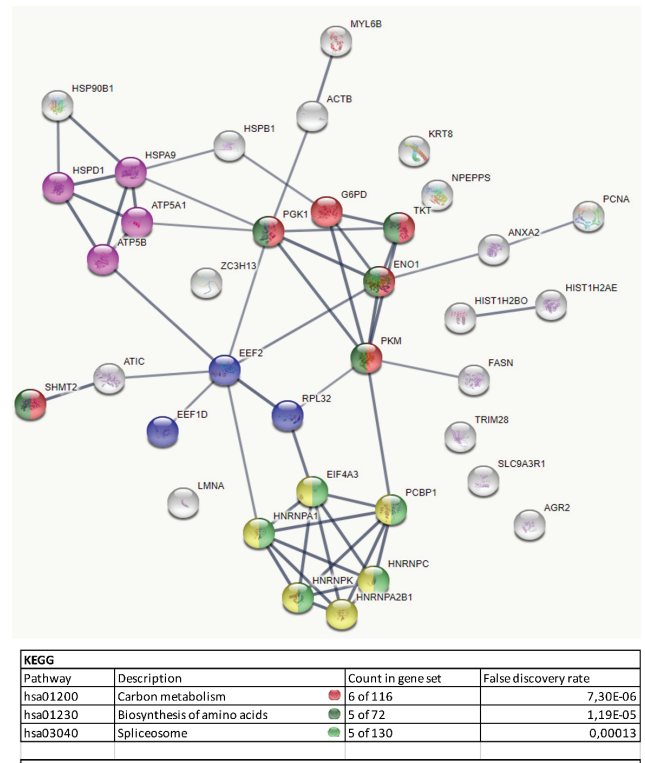 MYL6B
HSP90B1
ACTB
HSPB1
KRT8
HSPA9
HSPD1
NPEPPS
G6PD
ATP5A1
PGK1
TKT
PCNA
ANXA2
ATP5B
ZC3H13
ENO1
HIST1H2BO
HIST1H2AE
PKM
EEF2
ATIC
FASN
SHMT2
RPL32
EEF1D
TRIM28
SLC9A3R1
EIF4A3
LMNA
PCBP1
AGR2
HNRNPA1
HNRNPC
HNRNPK
HNRNPA2B1
KEGG
Pathway Description Count in gene set False discovery rate
hsa01200 Carbon metabolism 6 of 116 7,30E-06
hsa01230 Biosynthesis of amino acids 5 of 72 1,19E-05
hsa03040 Spliceosome 5 of 130 0,00013